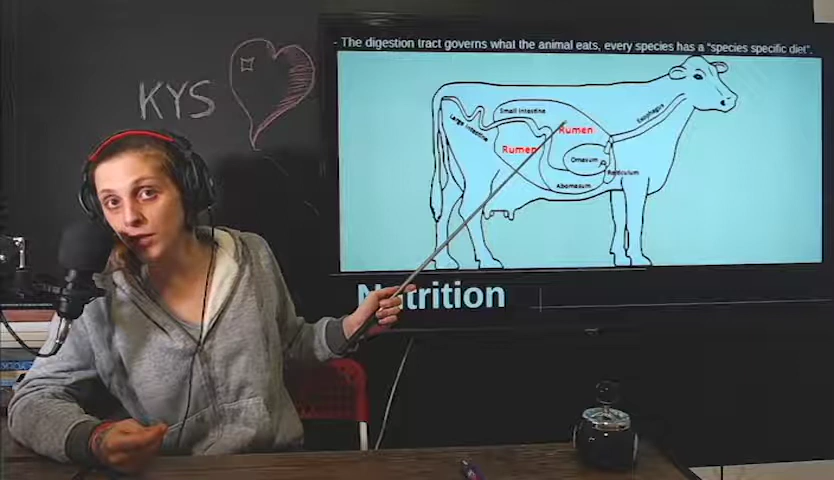 - The digestion tract governs what the animal eats, every species has a "species specific diet".
KYS
Small Intestine
Esophagus
Large Intestine
Rumen
Rumen
Omasum
Reticulum
Abomasum
Nutrition